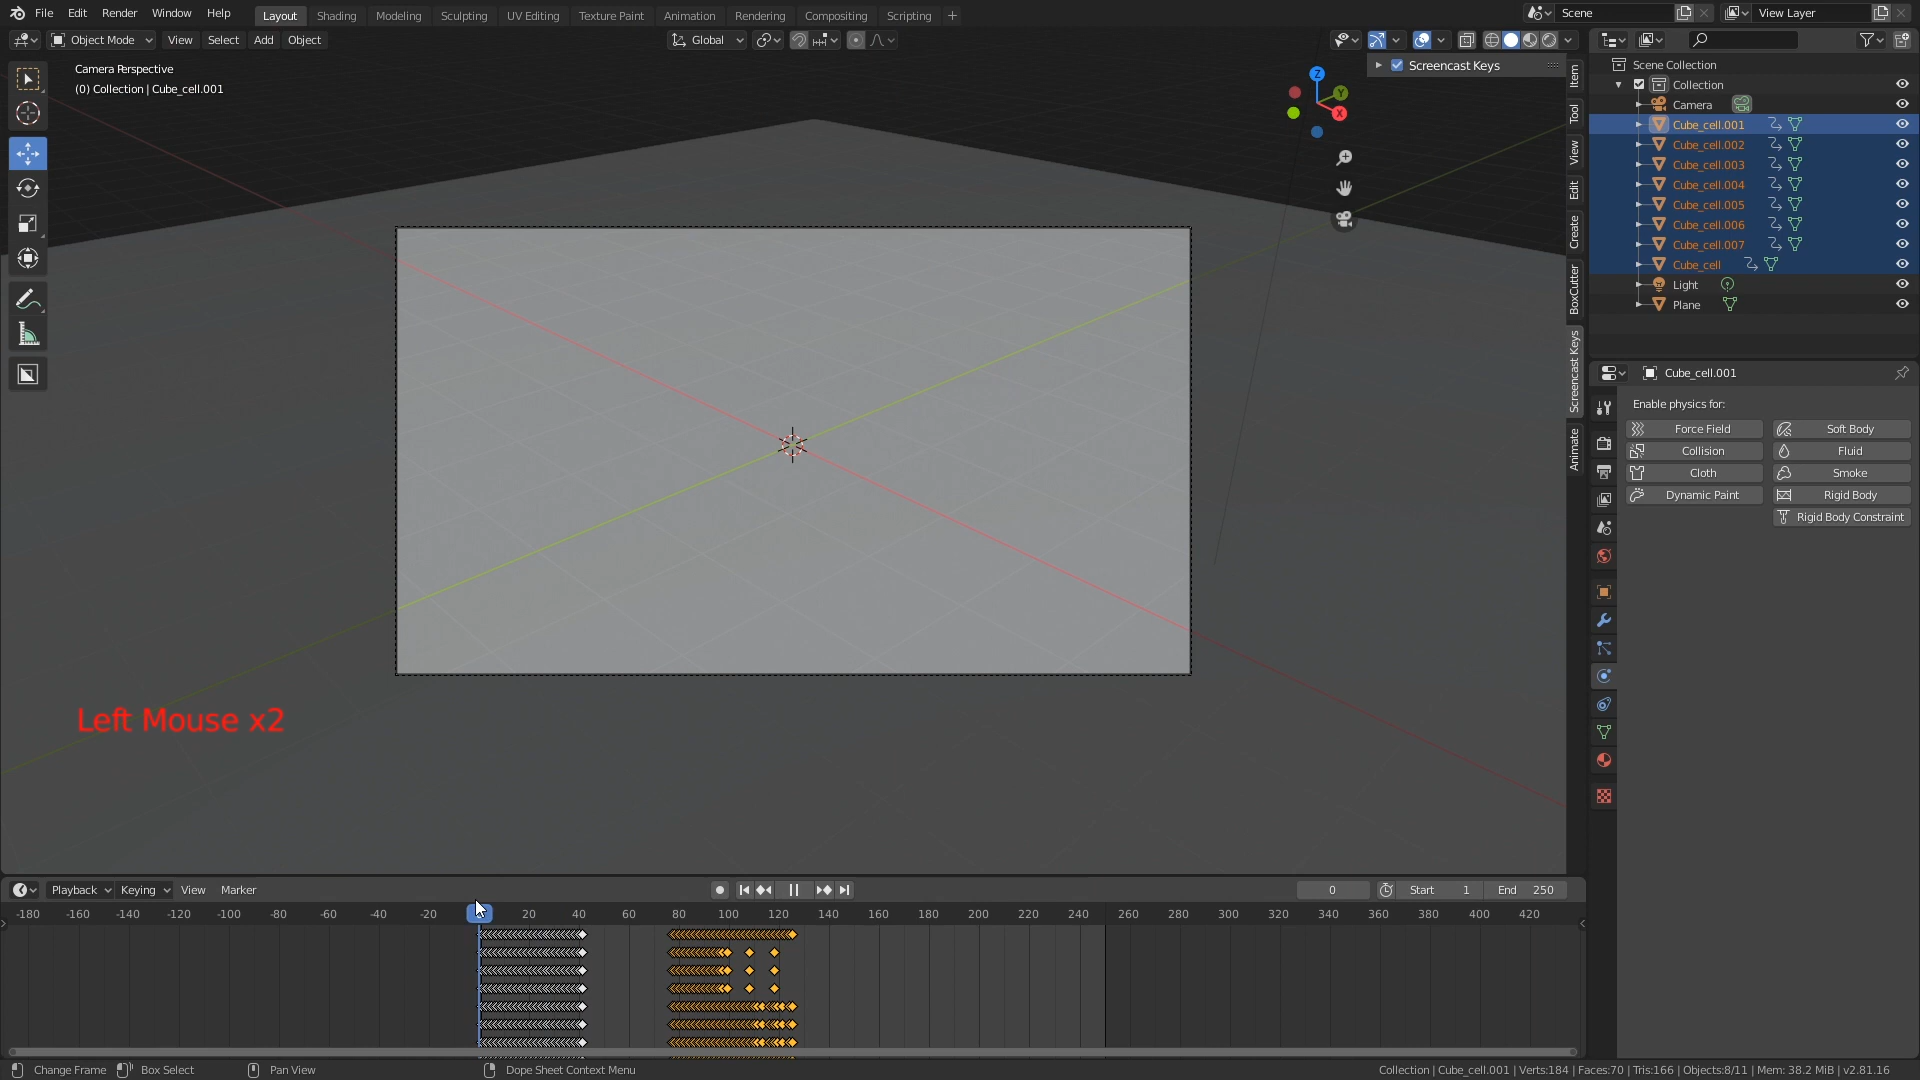 File Edit Render Window Help Layout Shading Modeling Sculpting UV Editing Texture Paint Animation Rendering Compositing Scripting + Scene View Layer
Object Mode View Select Add Object Global
Camera Perspective
(0) Collection | Cube_cell.001
Screencast Keys
Z
Y
X
Item
Tool
View
Edit
Create
BoxCutter
Screencast Keys
Animate
Scene Collection
Collection
Camera
Cube_cell.001
Cube_cell.002
Cube_cell.003
Cube_cell.004
Cube_cell.005
Cube_cell.006
Cube_cell.007
Cube_cell
Light
Plane
Cube_cell.001
Enable physics for:
Force Field Soft Body
Collision Fluid
Cloth Smoke
Dynamic Paint Rigid Body
Rigid Body Constraint
Left Mouse x2
Playback Keying View Marker 0 Start 1 End 250
-180 -160 -140 -120 -100 -80 -60 -40 -20 20 40 60 80 100 120 140 160 180 200 220 240 260 280 300 320 340 360 380 400 420
Change Frame Box Select Pan View Dope Sheet Context Menu Collection | Cube_cell.001 | Verts:184 | Faces:70 | Tris:166 | Objects:8/11 | Mem: 38.2 MiB | v2.81.16